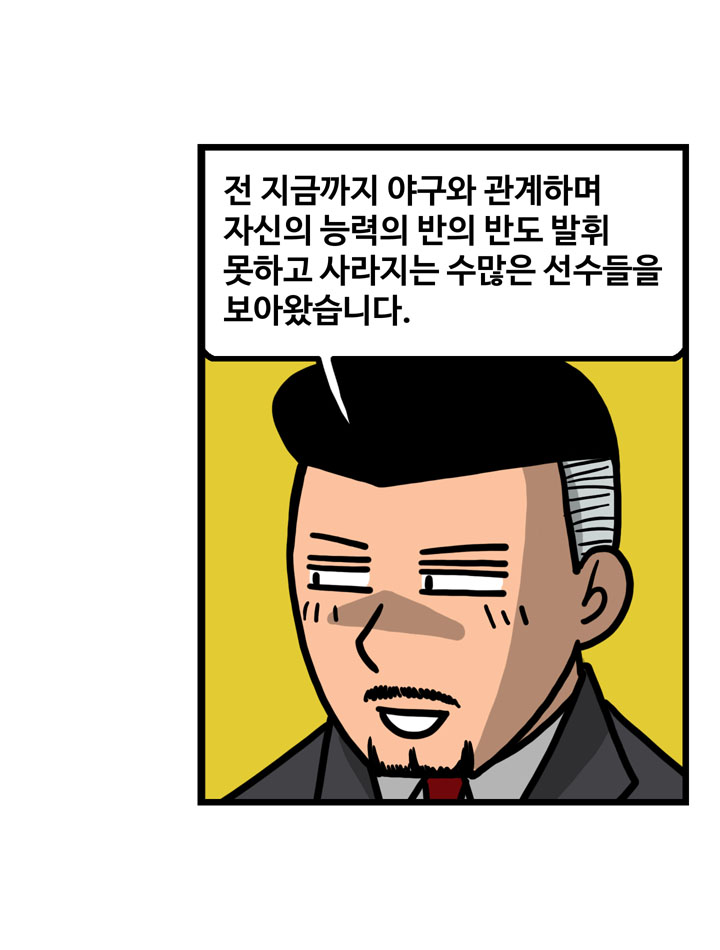 전 지금까지 야구와 관계하며
자신의 능력의 반의 반도 발휘
못하고 사라지는 수많은 선수들을
보아왔습니다.